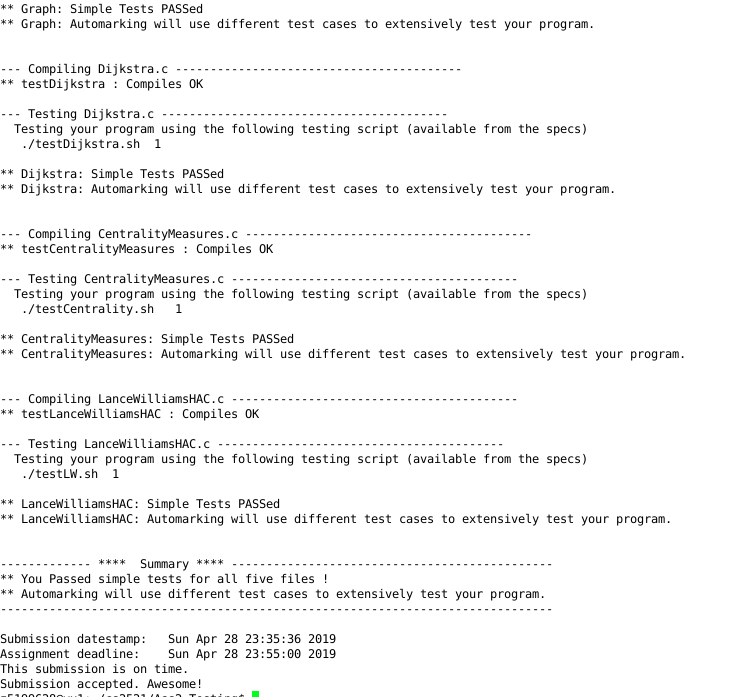 ** Graph: Simple Tests PASSed
** Graph: Automarking will use different test cases to extensively test your program.
--- Compiling Dijkstra.c -----------------------------------------
** testDijkstra : Compiles OK
--- Testing Dijkstra.c -----------------------------------------
Testing your program using the following testing script (available from the specs)
./testDijkstra.sh  1
** Dijkstra: Simple Tests PASSed
** Dijkstra: Automarking will use different test cases to extensively test your program.
--- Compiling CentralityMeasures.c -----------------------------------------
** testCentralityMeasures : Compiles OK
--- Testing CentralityMeasures.c -----------------------------------------
Testing your program using the following testing script (available from the specs)
./testCentrality.sh   1
** CentralityMeasures: Simple Tests PASSed
** CentralityMeasures: Automarking will use different test cases to extensively test your program.
--- Compiling LanceWilliamsHAC.c -----------------------------------------
** testLanceWilliamsHAC : Compiles OK
--- Testing LanceWilliamsHAC.c -----------------------------------------
Testing your program using the following testing script (available from the specs)
./testLW.sh  1
** LanceWilliamsHAC: Simple Tests PASSed
** LanceWilliamsHAC: Automarking will use different test cases to extensively test your program.
------------- ****  Summary **** ----------------------------------------------
** You Passed simple tests for all five files !
** Automarking will use different test cases to extensively test your program.
-------------------------------------------------------------------------------
Submission datestamp:   Sun Apr 28 23:35:36 2019
Assignment deadline:    Sun Apr 28 23:55:00 2019
This submission is on time.
Submission accepted. Awesome!